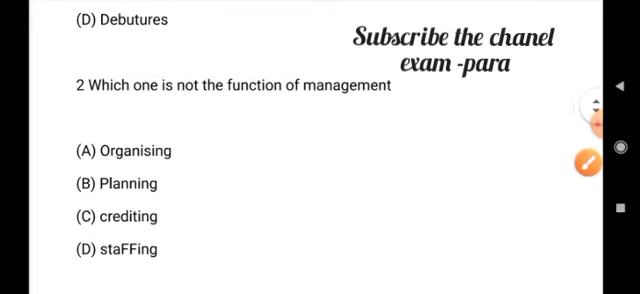 (D) Debutures
Subscribe the chanel
exam -para
2 Which one is not the function of management
(A) Organising
(B) Planning
(C) crediting
(D) staFFing